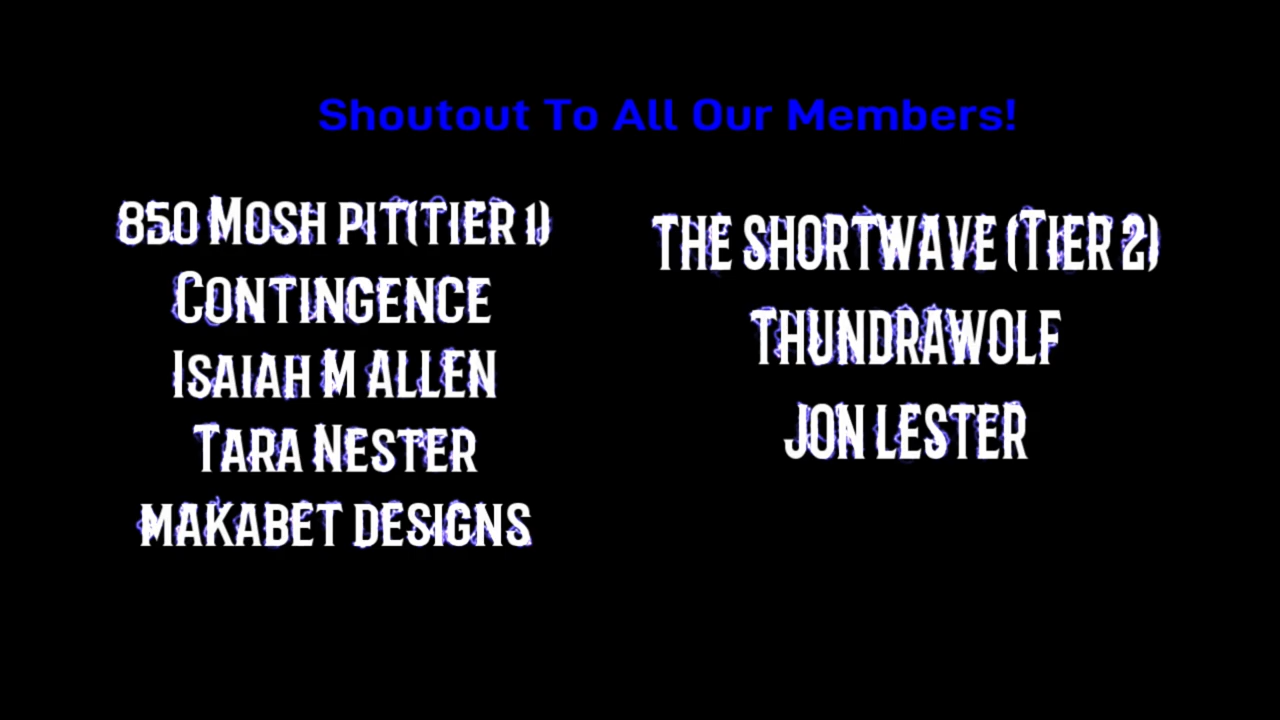 Shoutout To All Our Members!
850 Mosh pit(tier 1)
Contingence
Isaiah M ALLEN
Tara Nester
makabet designs
THE SHORTWAVE (Tier 2)
THUNDRAWOLF
JON LESTER